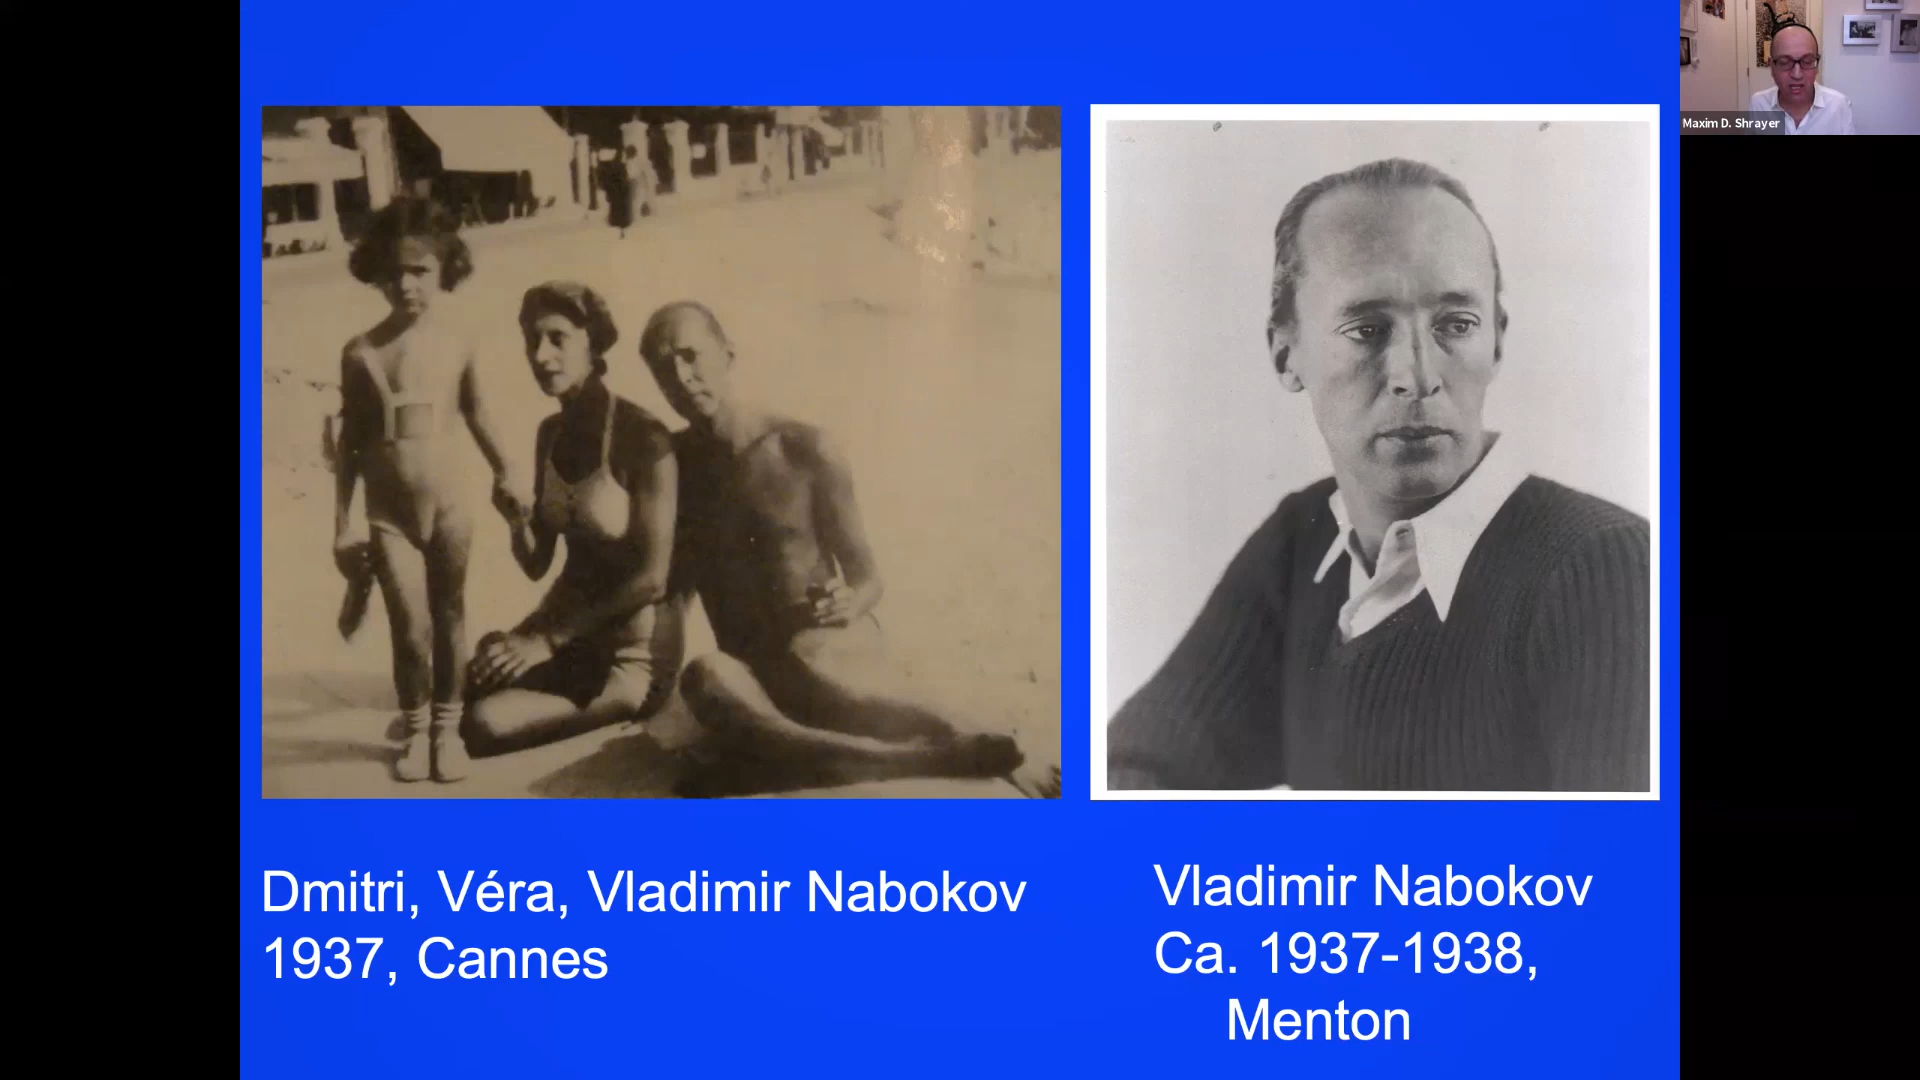 Maxim D. Shrayer
Dmitri, Véra, Vladimir Nabokov
1937, Cannes
Vladimir Nabokov
Ca. 1937-1938,
Menton